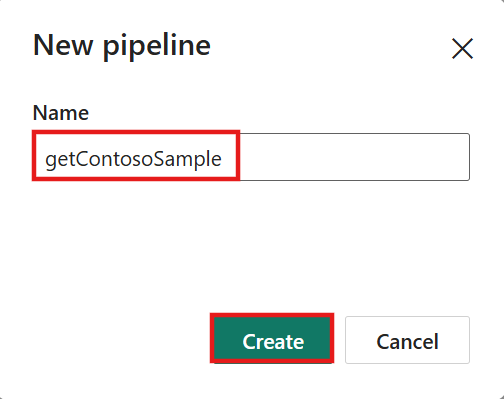 New pipeline
Name
getContosoSample
Create
Cancel